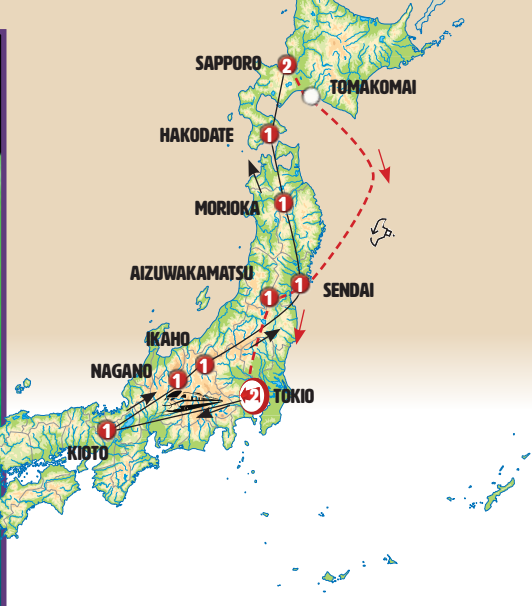 SAPPORO 2
TOMAKOMAI
HAKODATE 1
MORIOKA 1
AIZUWAKAMATSU 1
1 SENDAI
IKAHO 1
NAGANO 1
2 TOKIO
1
KIOTO